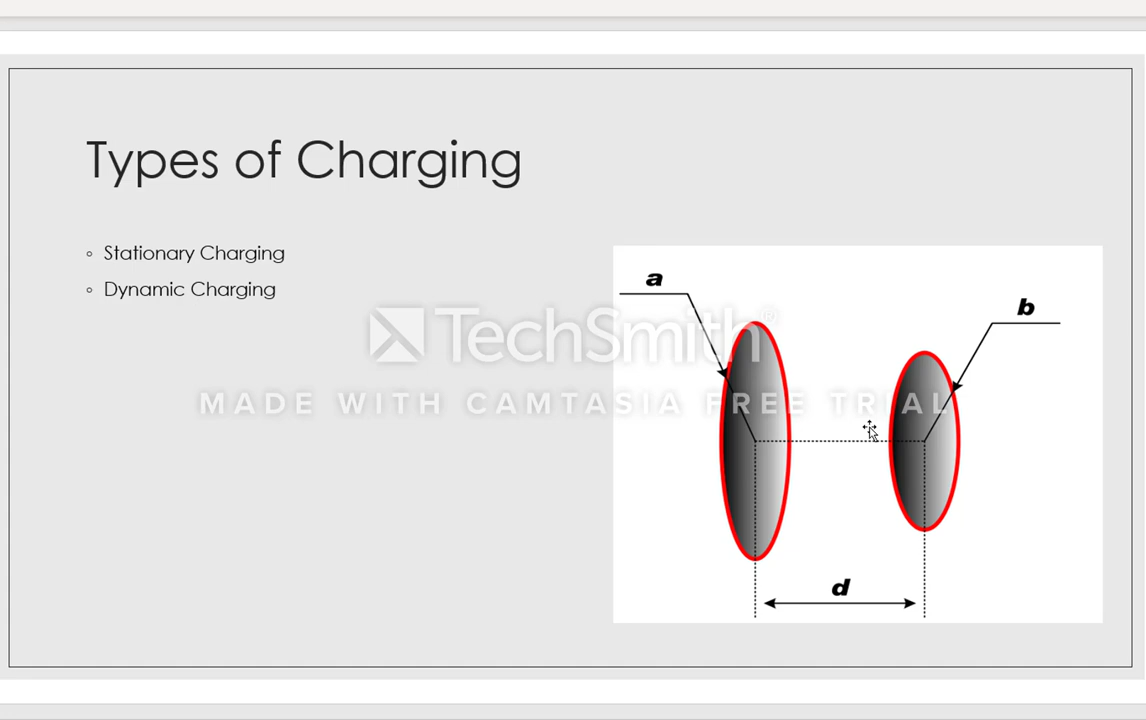 Types of Charging
◦ Stationary Charging
◦ Dynamic Charging
a
b
TechSmith®
MADE WITH CAMTASIA FREE TRIAL
d